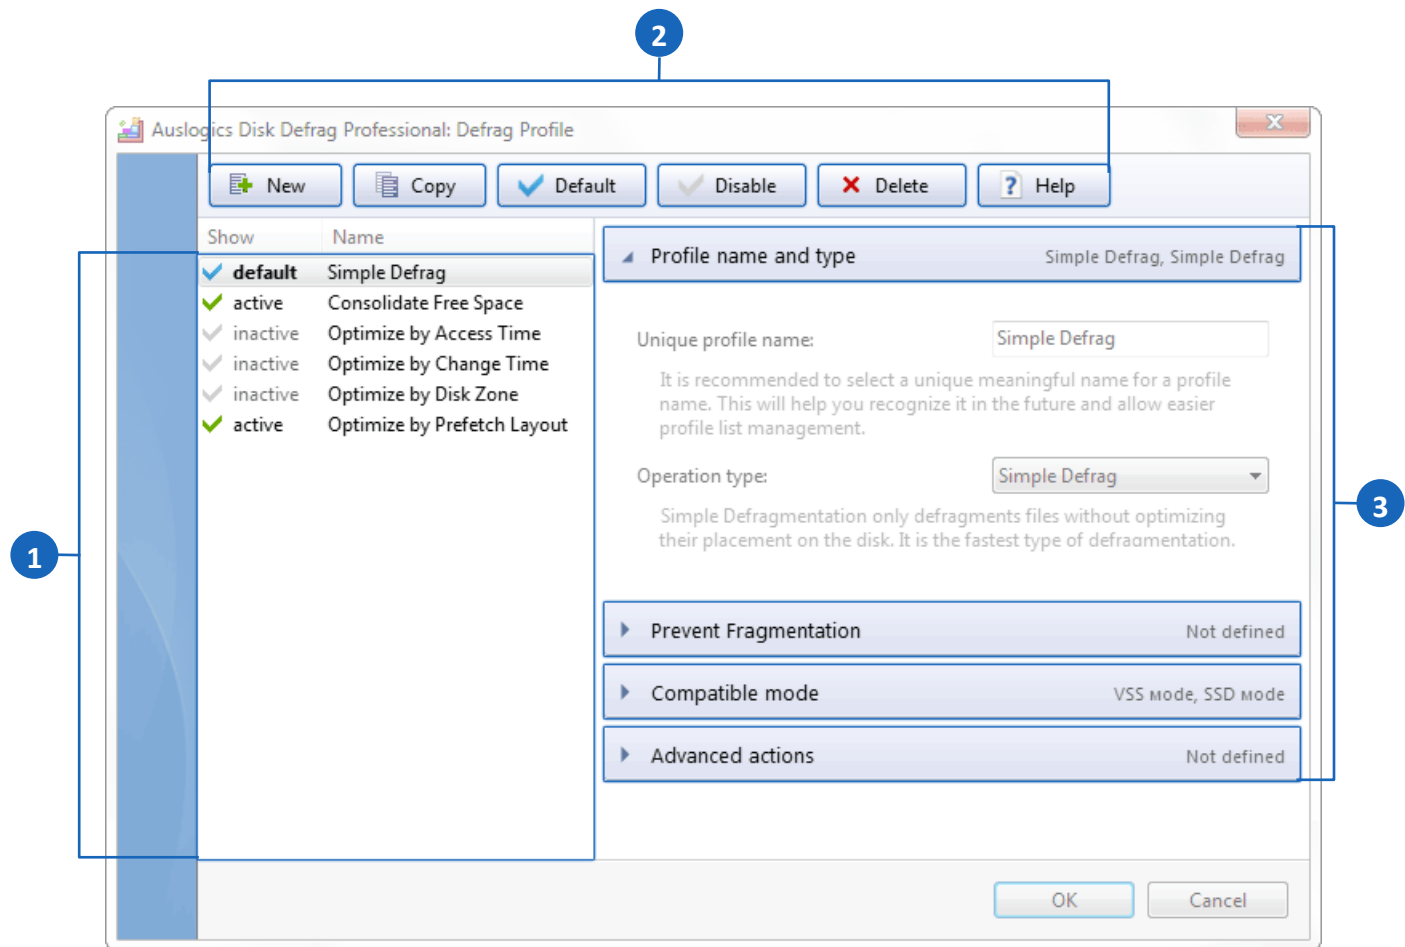 2
Auslogics Disk Defrag Professional: Defrag Profile
New Copy Default Disable Delete Help
Show Name
default Simple Defrag
active Consolidate Free Space
inactive Optimize by Access Time
inactive Optimize by Change Time
inactive Optimize by Disk Zone
active Optimize by Prefetch Layout
1
Profile name and type Simple Defrag, Simple Defrag
Unique profile name: Simple Defrag
It is recommended to select a unique meaningful name for a profile
name. This will help you recognize it in the future and allow easier
profile list management.
Operation type: Simple Defrag
Simple Defragmentation only defragments files without optimizing
their placement on the disk. It is the fastest type of defragmentation.
Prevent Fragmentation Not defined
Compatible mode VSS мode, SSD мode
Advanced actions Not defined
3
OK Cancel